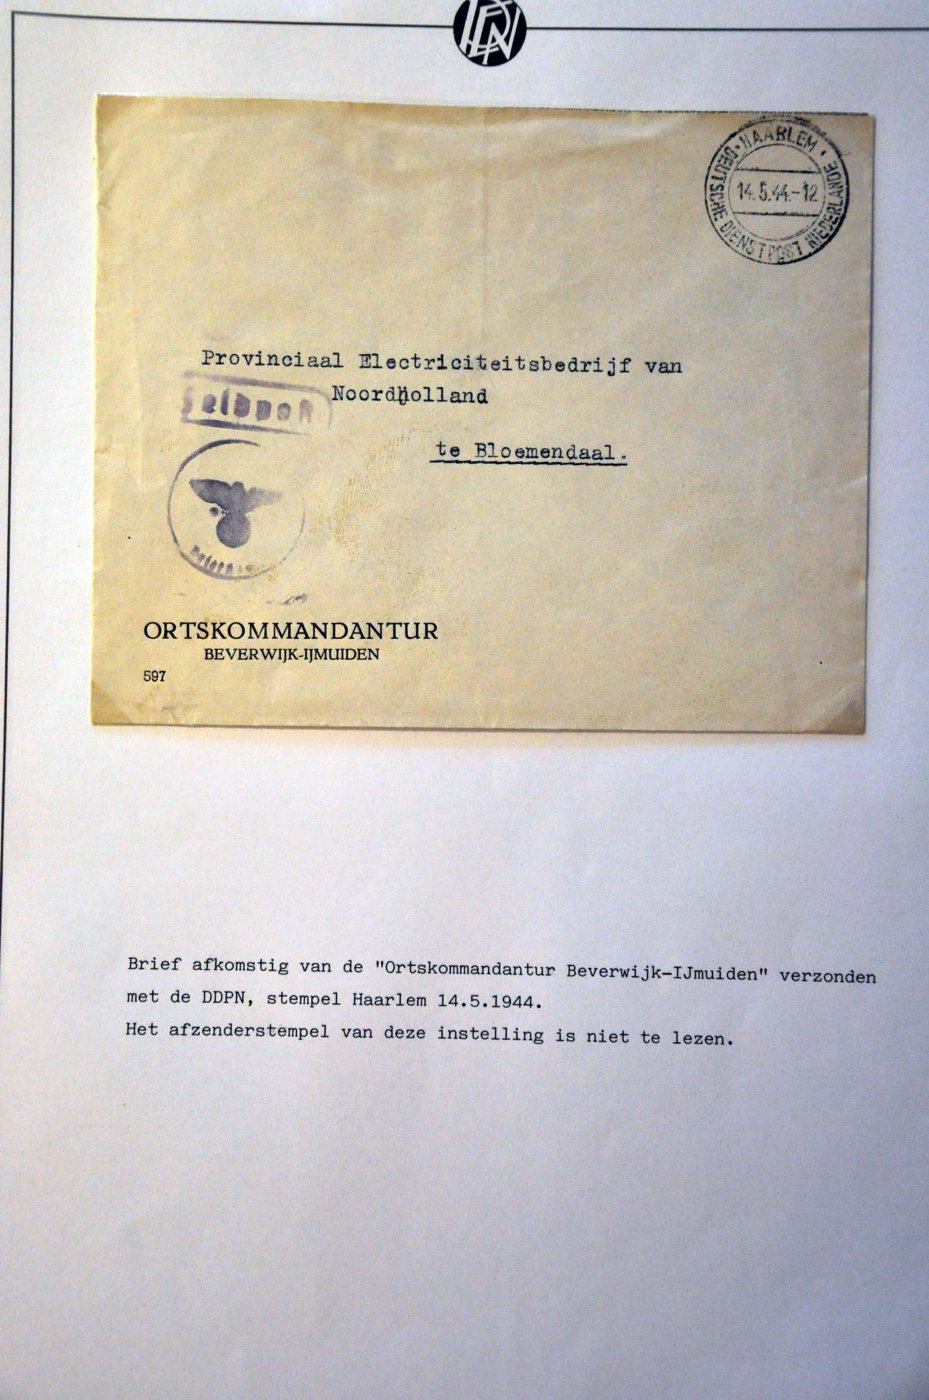 HAARLEM
14.5.44.-12
DEUTSCHE DIENSTPOST NIEDERLANDE
Provinciaal Electriciteitsbedrijf van
Noordholland
te Bloemendaal.
Feldpost
ORTSKOMMANDANTUR
BEVERWIJK-IJMUIDEN
597
Brief afkomstig van de "Ortskommandantur Beverwijk-IJmuiden" verzonden
met de DDPN, stempel Haarlem 14.5.1944.
Het afzenderstempel van deze instelling is niet te lezen.